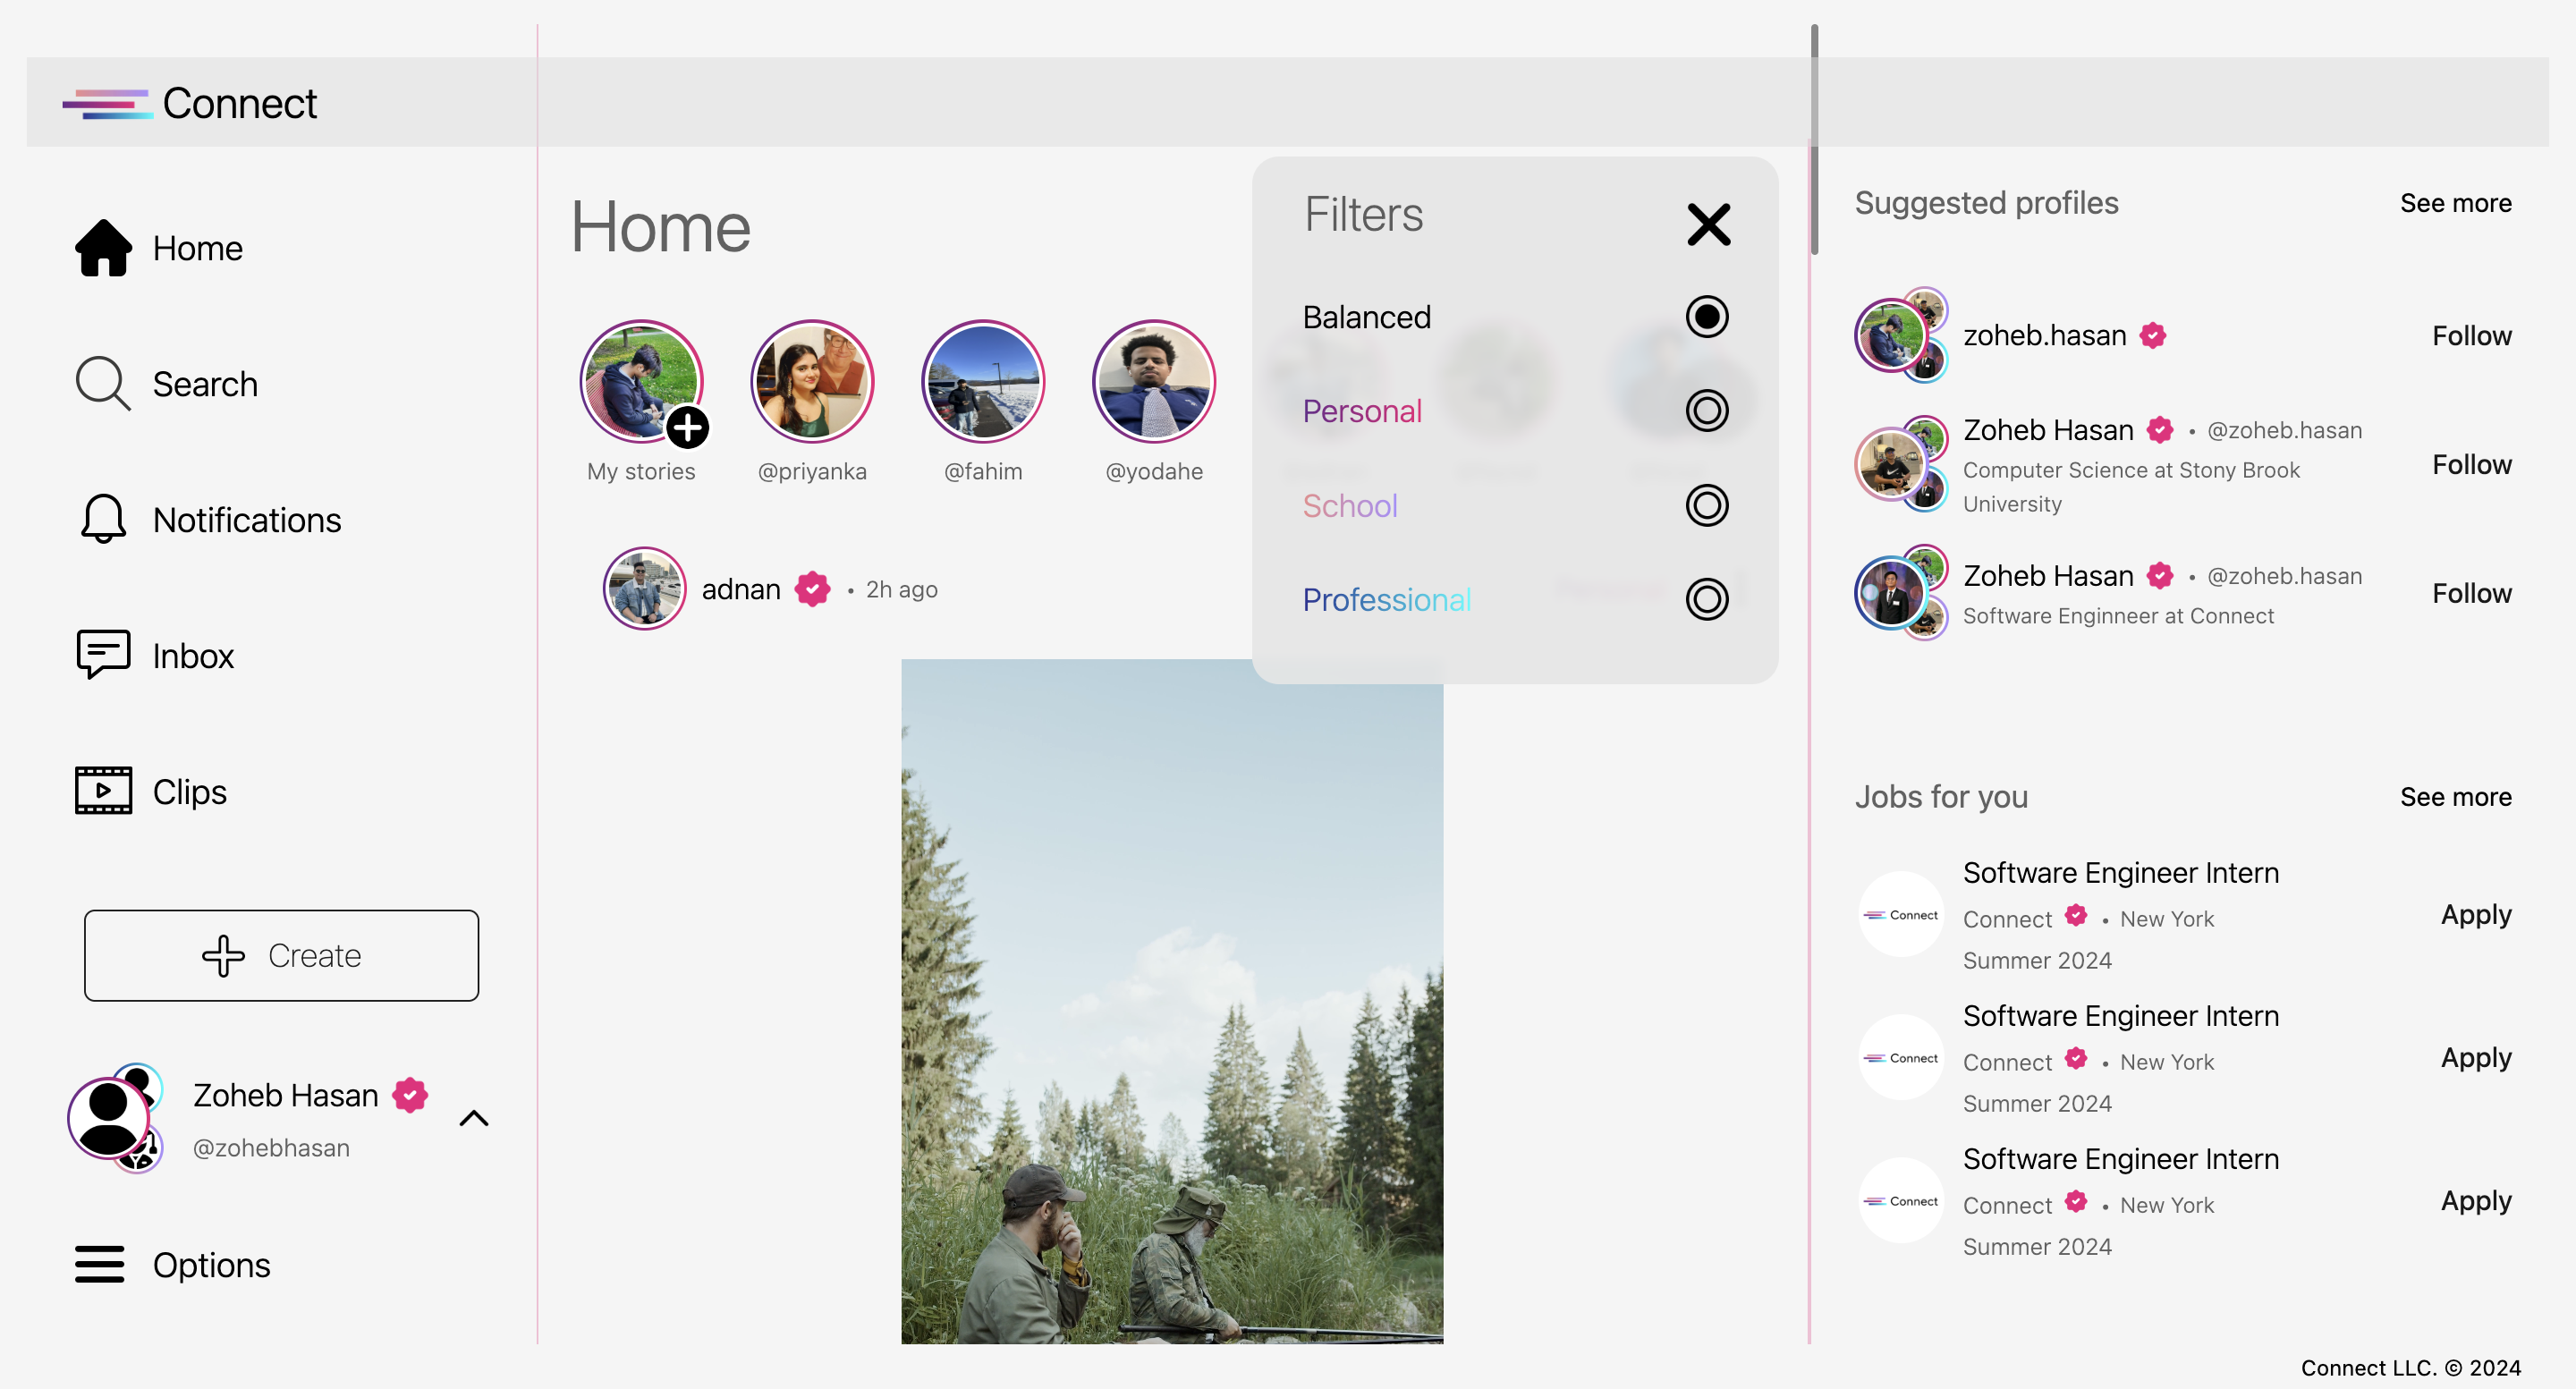 Connect
Home
Search
Notifications
Inbox
Clips
Create
Zoheb Hasan
@zohebhasan
Options
Home
My stories
@priyanka
@fahim
@yodahe
adnan • 2h ago
Filters
Balanced
Personal
School
Professional
Suggested profiles See more
zoheb.hasan Follow
Zoheb Hasan • @zoheb.hasan
Computer Science at Stony Brook
University
Follow
Zoheb Hasan • @zoheb.hasan
Software Enginneer at Connect
Follow
Jobs for you See more
Connect
Software Engineer Intern
Connect • New York
Summer 2024
Apply
Connect
Software Engineer Intern
Connect • New York
Summer 2024
Apply
Connect
Software Engineer Intern
Connect • New York
Summer 2024
Apply
Connect LLC. © 2024